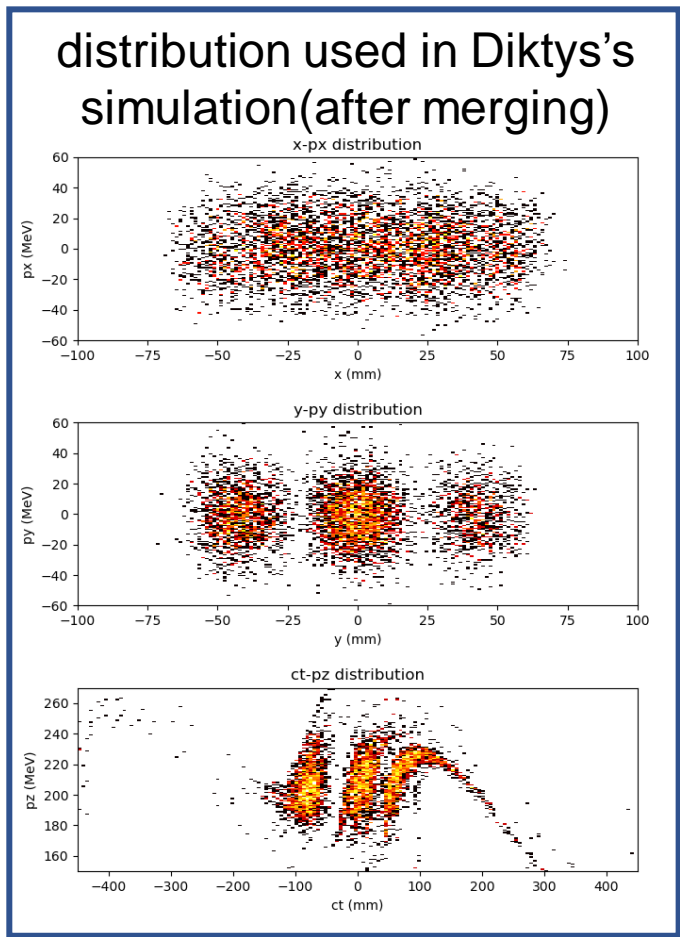 distribution used in Diktys’s
simulation(after merging)
x-px distribution
60
40
20
0
−20
−40
−60
px (MeV)
−100 −75 −50 −25 0 25 50 75 100
x (mm)
y-py distribution
60
40
20
0
−20
−40
−60
py (MeV)
−100 −75 −50 −25 0 25 50 75 100
y (mm)
ct-pz distribution
260
240
220
200
180
160
pz (MeV)
−400 −300 −200 −100 0 100 200 300 400
ct (mm)